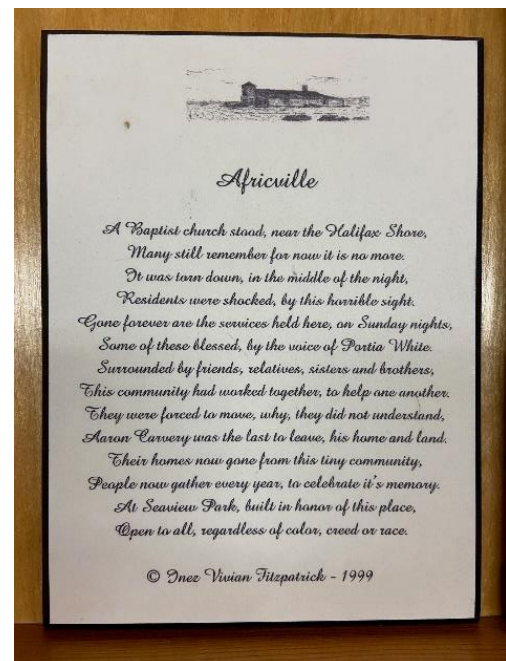 Africville
A Baptist church stood, near the Halifax Shore,
Many still remember for now it is no more.
It was torn down, in the middle of the night,
Residents were shocked, by this horrible sight.
Gone forever are the services held here, on Sunday nights,
Some of these blessed, by the voice of Portia White.
Surrounded by friends, relatives, sisters and brothers,
This community had worked together, to help one another.
They were forced to move, why, they did not understand,
Aaron Carvery was the last to leave, his home and land.
Their homes now gone from this tiny community,
People now gather every year, to celebrate it's memory.
At Seaview Park, built in honor of this place,
Open to all, regardless of color, creed or race.
© Inez Vivian Fitzpatrick - 1999